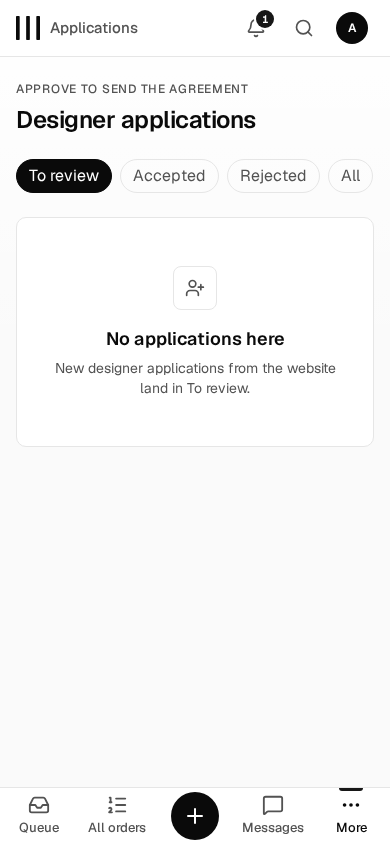 Applications
1
A
APPROVE TO SEND THE AGREEMENT
Designer applications
To review
Accepted
Rejected
All
No applications here
New designer applications from the website
land in To review.
Queue
All orders
Messages
More